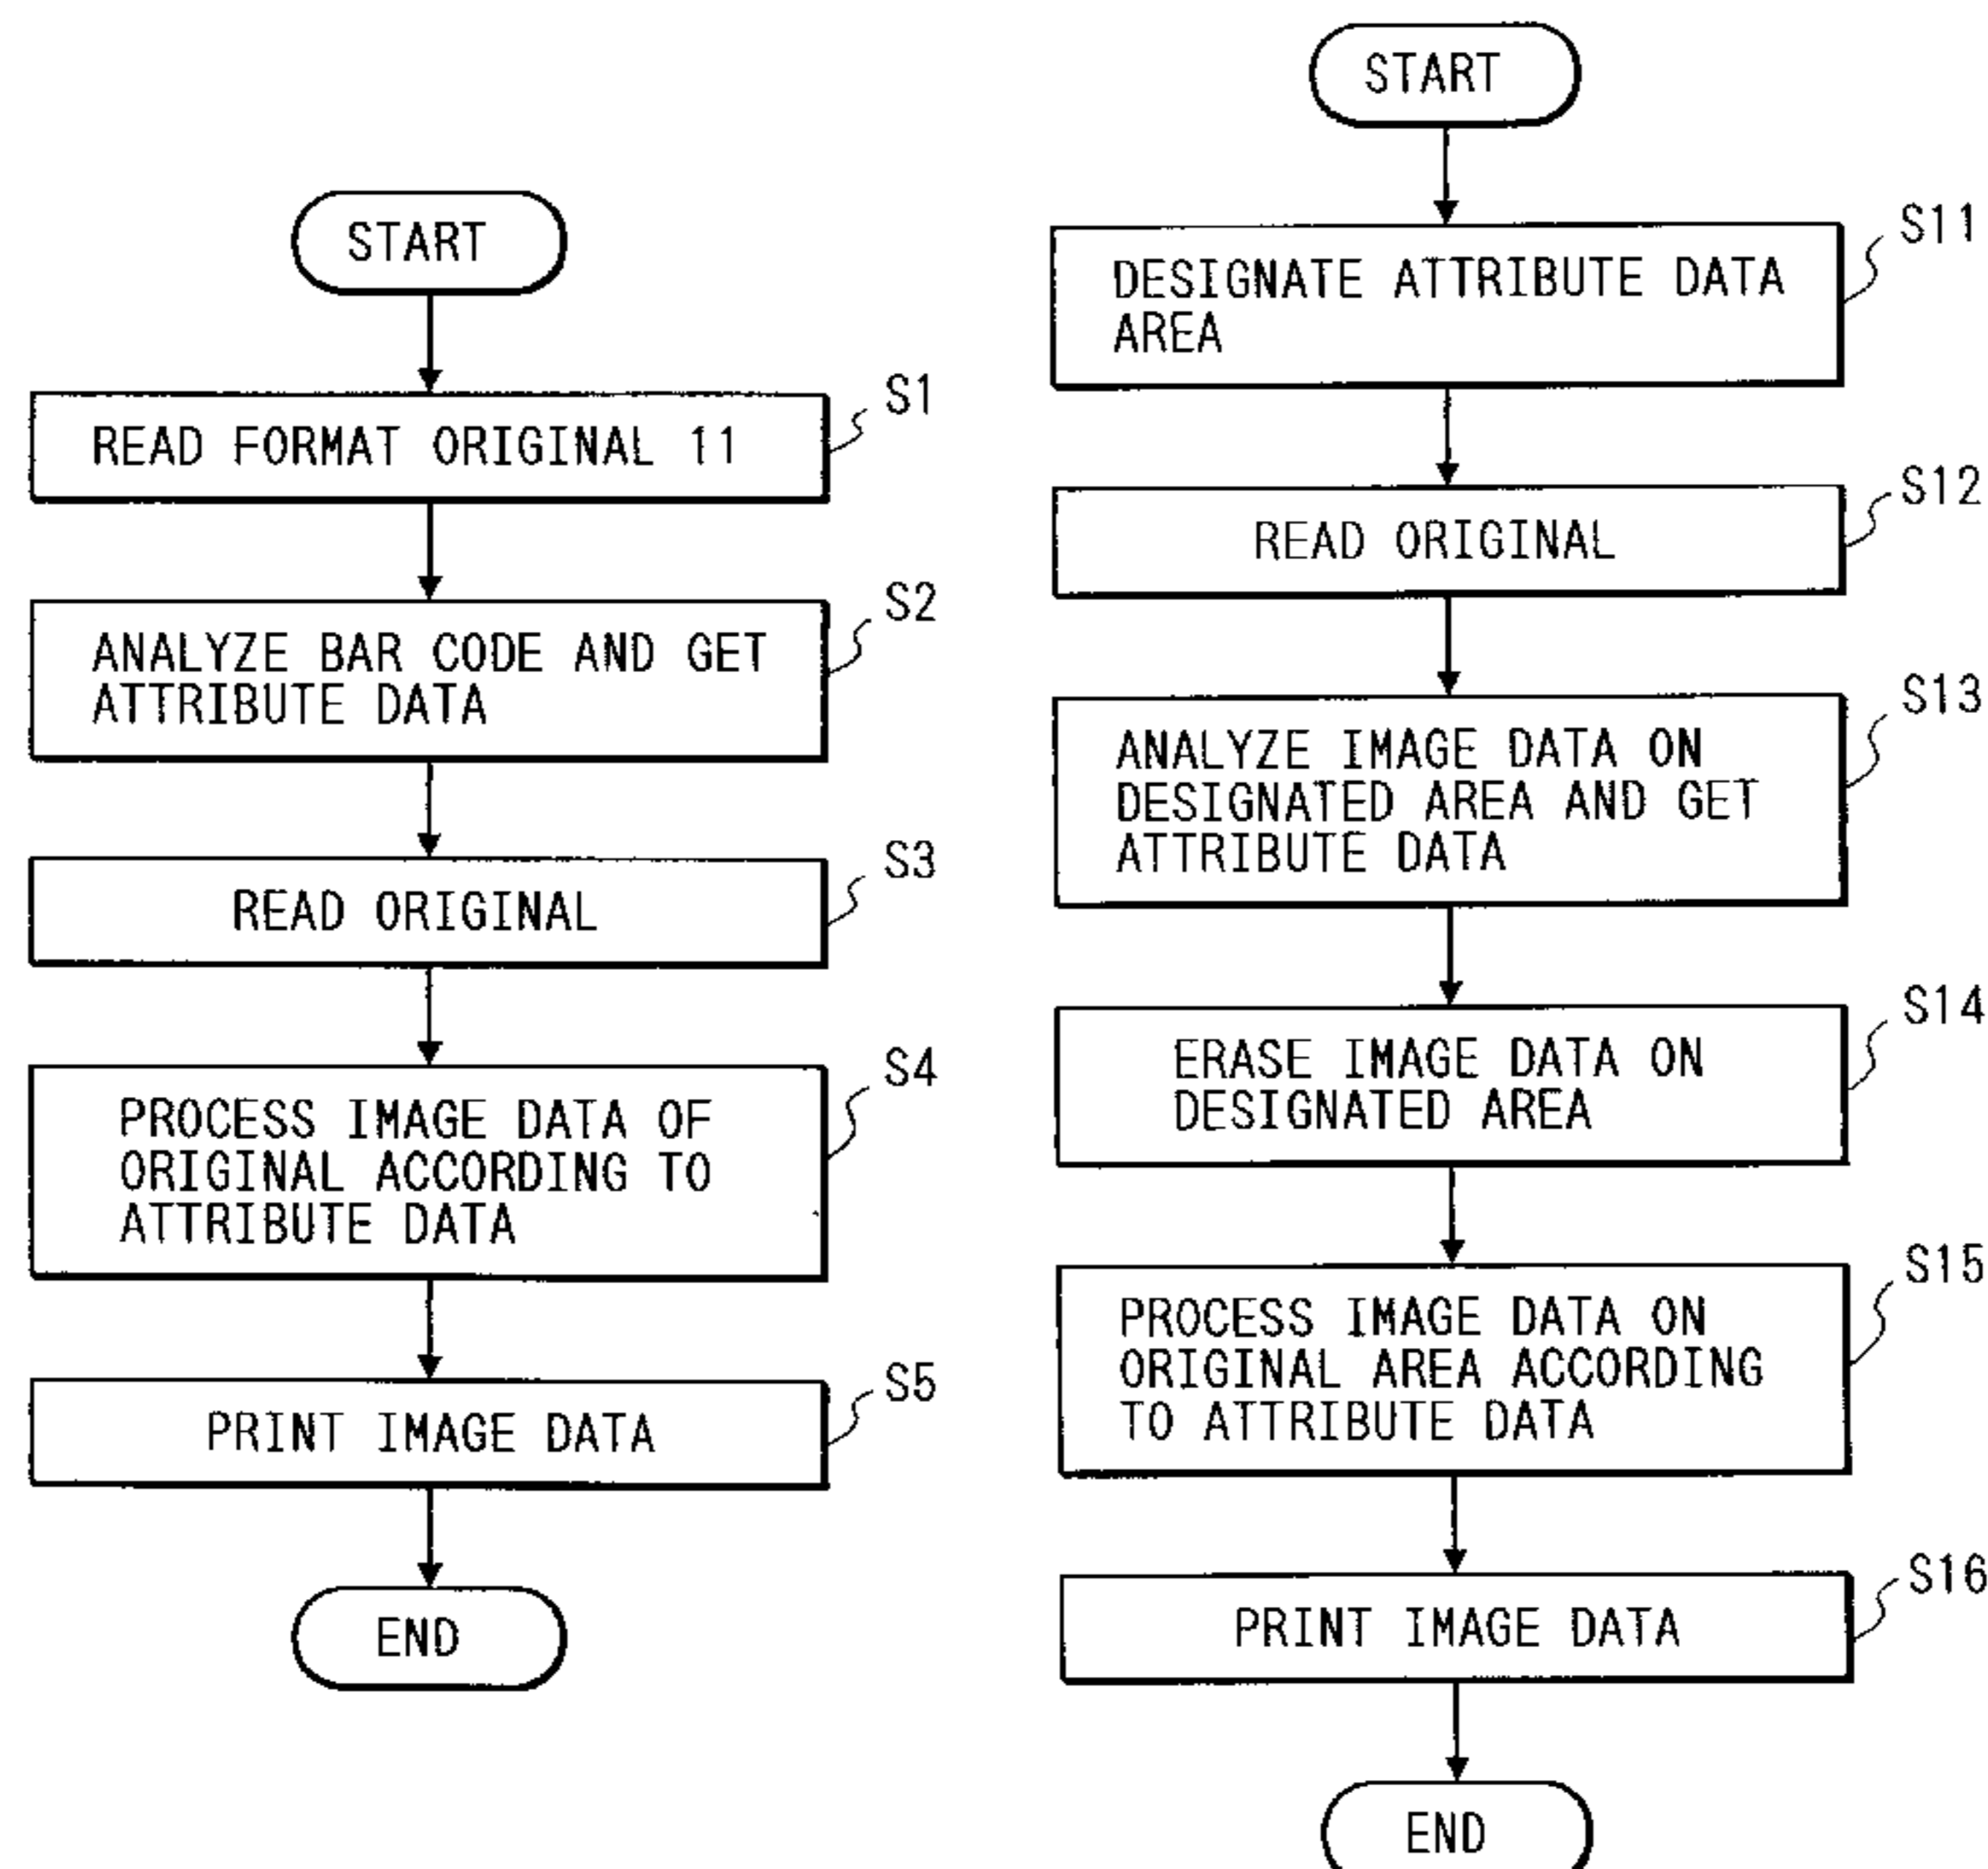 START
READ FORMAT ORIGINAL 11
S1
ANALYZE BAR CODE AND GET
ATTRIBUTE DATA
S2
READ ORIGINAL
S3
PROCESS IMAGE DATA OF
ORIGINAL ACCORDING TO
ATTRIBUTE DATA
S4
PRINT IMAGE DATA
S5
END
START
DESIGNATE ATTRIBUTE DATA
AREA
S11
READ ORIGINAL
S12
ANALYZE IMAGE DATA ON
DESIGNATED AREA AND GET
ATTRIBUTE DATA
S13
ERASE IMAGE DATA ON
DESIGNATED AREA
S14
PROCESS IMAGE DATA ON
ORIGINAL AREA ACCORDING
TO ATTRIBUTE DATA
S15
PRINT IMAGE DATA
S16
END